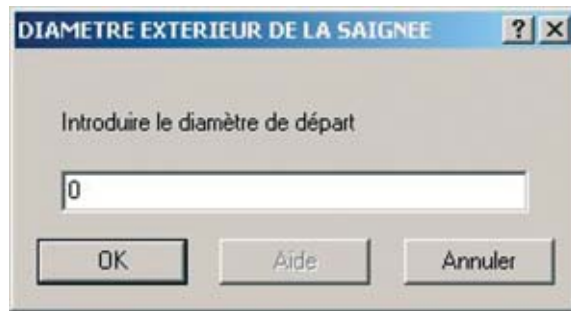 DIAMETRE EXTERIEUR DE LA SAIGNEE ? ×
Introduire le diamètre de départ
0
OK Aide Annuler